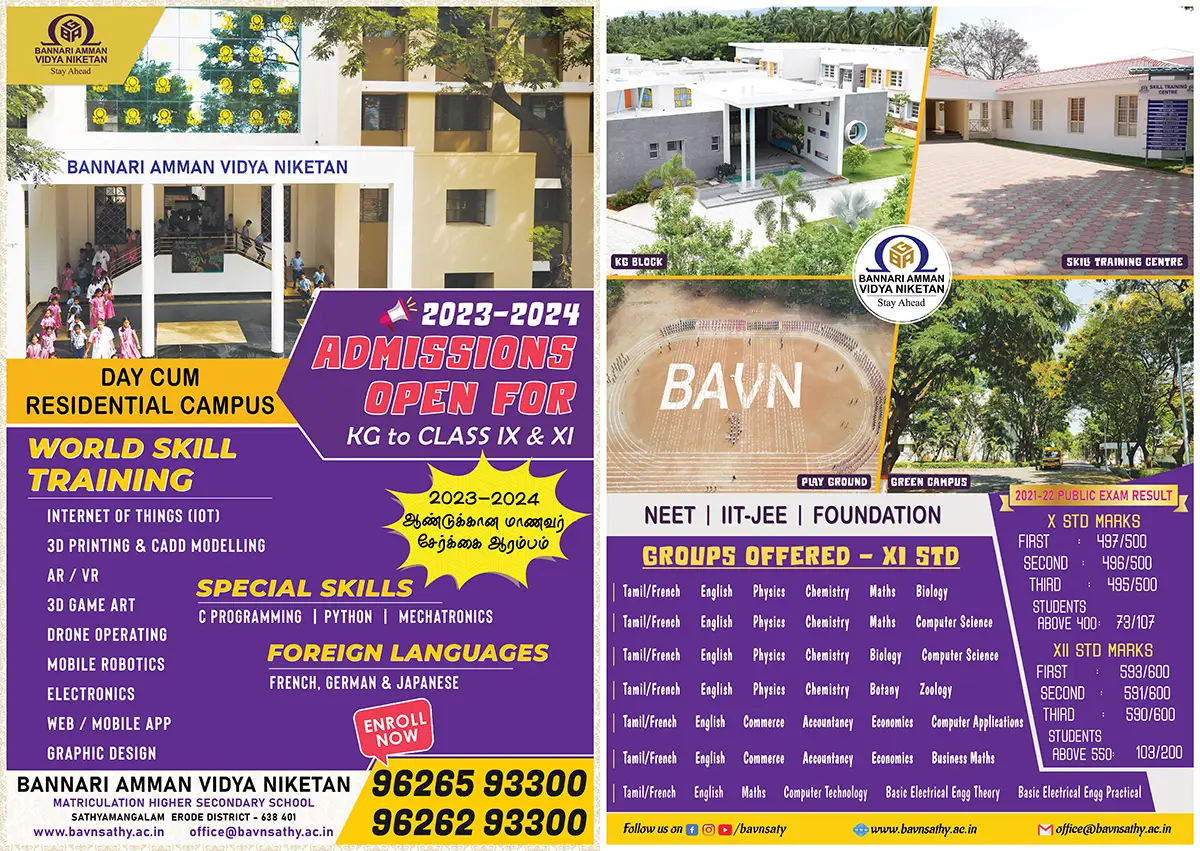 BANNARI AMMAN
VIDYA NIKETAN
Stay Ahead
BANNARI AMMAN VIDYA NIKETAN
2023-2024
ADMISSIONS
OPEN FOR
KG to CLASS IX & XI
DAY CUM
RESIDENTIAL CAMPUS
WORLD SKILL
TRAINING
INTERNET OF THINGS (IOT)
3D PRINTING & CADD MODELLING
AR / VR
3D GAME ART
DRONE OPERATING
MOBILE ROBOTICS
ELECTRONICS
WEB / MOBILE APP
GRAPHIC DESIGN
2023-2024
ஆண்டுக்கான மாணவர்
சேர்க்கை ஆரம்பம்
SPECIAL SKILLS
C PROGRAMMING | PYTHON | MECHATRONICS
FOREIGN LANGUAGES
FRENCH, GERMAN & JAPANESE
ENROLL
NOW
BANNARI AMMAN VIDYA NIKETAN
MATRICULATION HIGHER SECONDARY SCHOOL
SATHYAMANGALAM ERODE DISTRICT - 638 401
www.bavnsathy.ac.in office@bavnsathy.ac.in
96265 93300
96262 93300
KG BLOCK
SKILL TRAINING
CENTRE
SKILL TRAINING CENTRE
BANNARI AMMAN
VIDYA NIKETAN
Stay Ahead
BAVN
PLAY GROUND
GREEN CAMPUS
NEET | IIT-JEE | FOUNDATION
GROUPS OFFERED - XI STD
Tamil/French English Physics Chemistry Maths Biology
Tamil/French English Physics Chemistry Maths Computer Science
Tamil/French English Physics Chemistry Biology Computer Science
Tamil/French English Physics Chemistry Botany Zoology
Tamil/French English Commerce Accountancy Economics Computer Applications
Tamil/French English Commerce Accountancy Economics Business Maths
Tamil/French English Maths Computer Technology Basic Electrical Engg Theory Basic Electrical Engg Practical
2021-22 PUBLIC EXAM RESULT
X STD MARKS
FIRST : 497/500
SECOND : 496/500
THIRD : 495/500
STUDENTS
ABOVE 400: 73/107
XII STD MARKS
FIRST : 593/600
SECOND : 591/600
THIRD : 590/600
STUDENTS
ABOVE 550: 103/200
Follow us on /bavnsaty www.bavnsathy.ac.in office@bavnsathy.ac.in